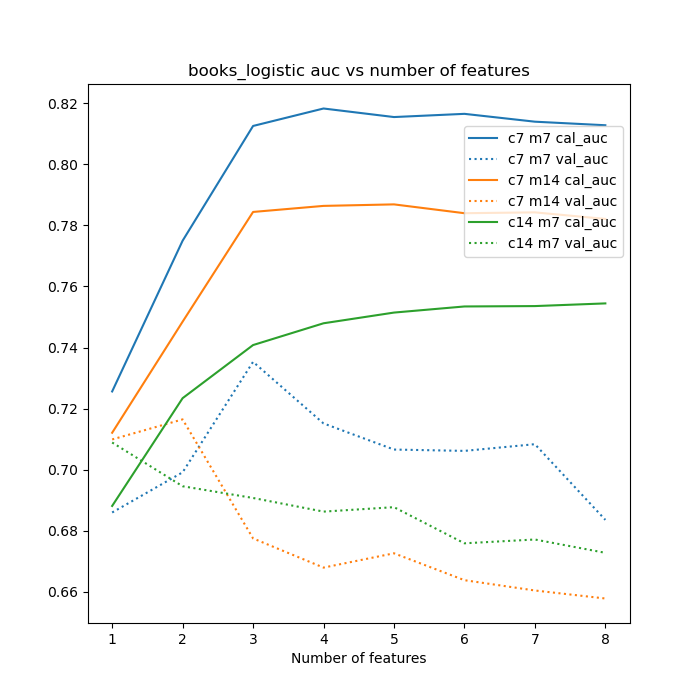 books_logistic auc vs number of features
0.82
0.80
0.78
0.76
0.74
0.72
0.70
0.68
0.66
c7 m7 cal_auc
c7 m7 val_auc
c7 m14 cal_auc
c7 m14 val_auc
c14 m7 cal_auc
c14 m7 val_auc
1 2 3 4 5 6 7 8
Number of features